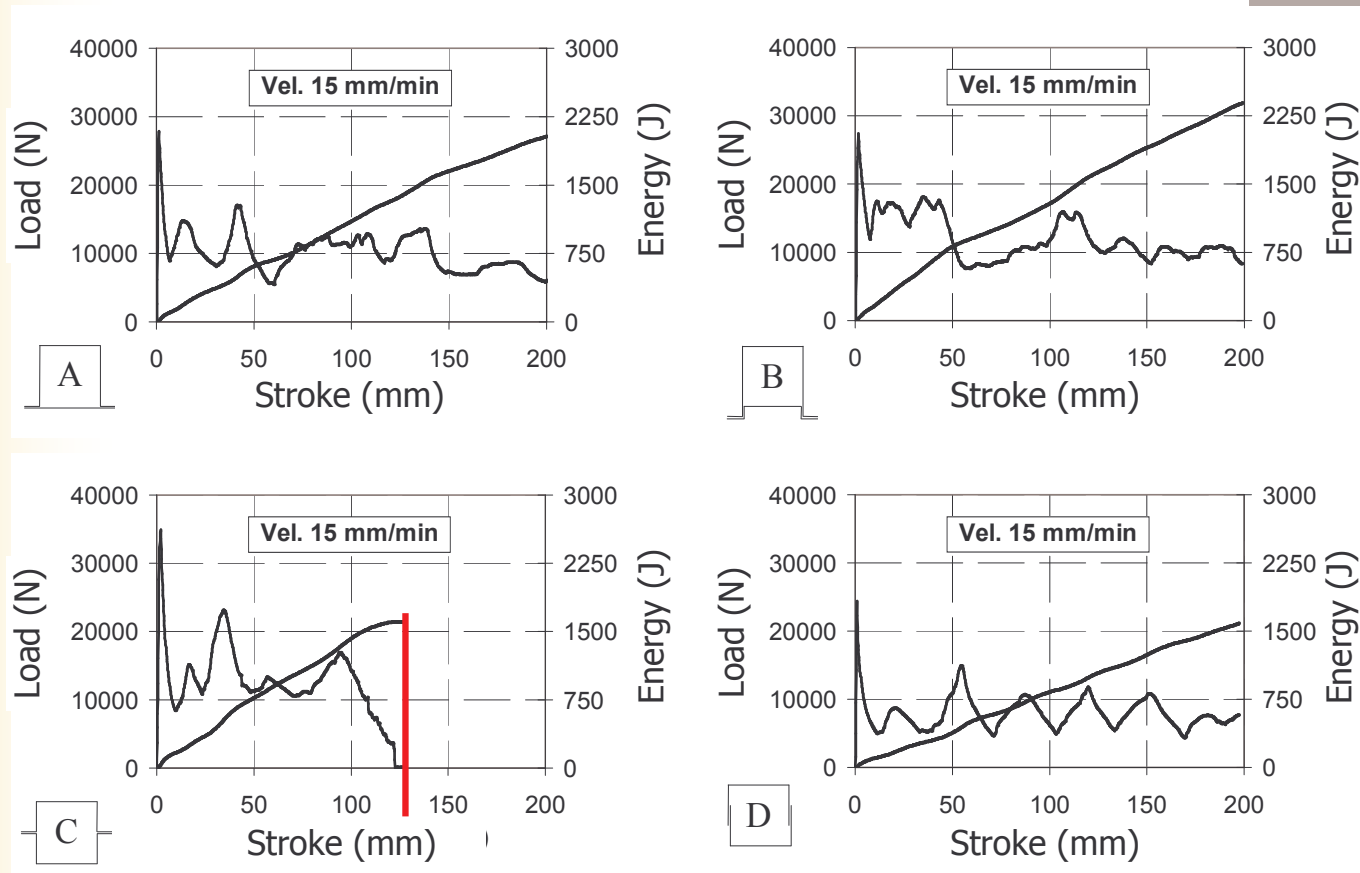 40000 3000
Vel. 15 mm/min
30000 2250
20000 1500
10000 750
0 0
0 50 100 150 200
Load (N)
Energy (J)
Stroke (mm)
A
40000 3000
Vel. 15 mm/min
30000 2250
20000 1500
10000 750
0 0
0 50 100 150 200
Load (N)
Energy (J)
Stroke (mm)
B
40000 3000
Vel. 15 mm/min
30000 2250
20000 1500
10000 750
0 0
0 50 100 150 200
Load (N)
Energy (J)
Stroke (mm)
C
40000 3000
Vel. 15 mm/min
30000 2250
20000 1500
10000 750
0 0
0 50 100 150 200
Load (N)
Energy (J)
Stroke (mm)
D